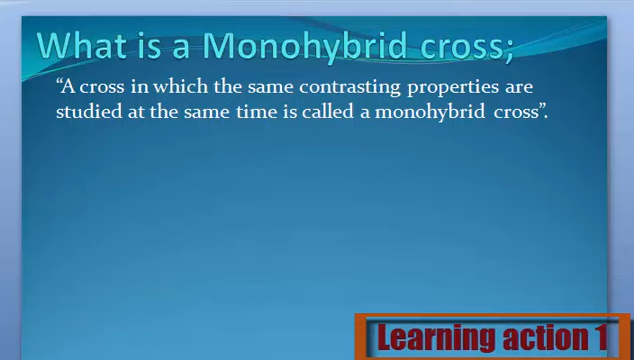 What is a Monohybrid cross;
“A cross in which the same contrasting properties are
studied at the same time is called a monohybrid cross”.
Learning action 1